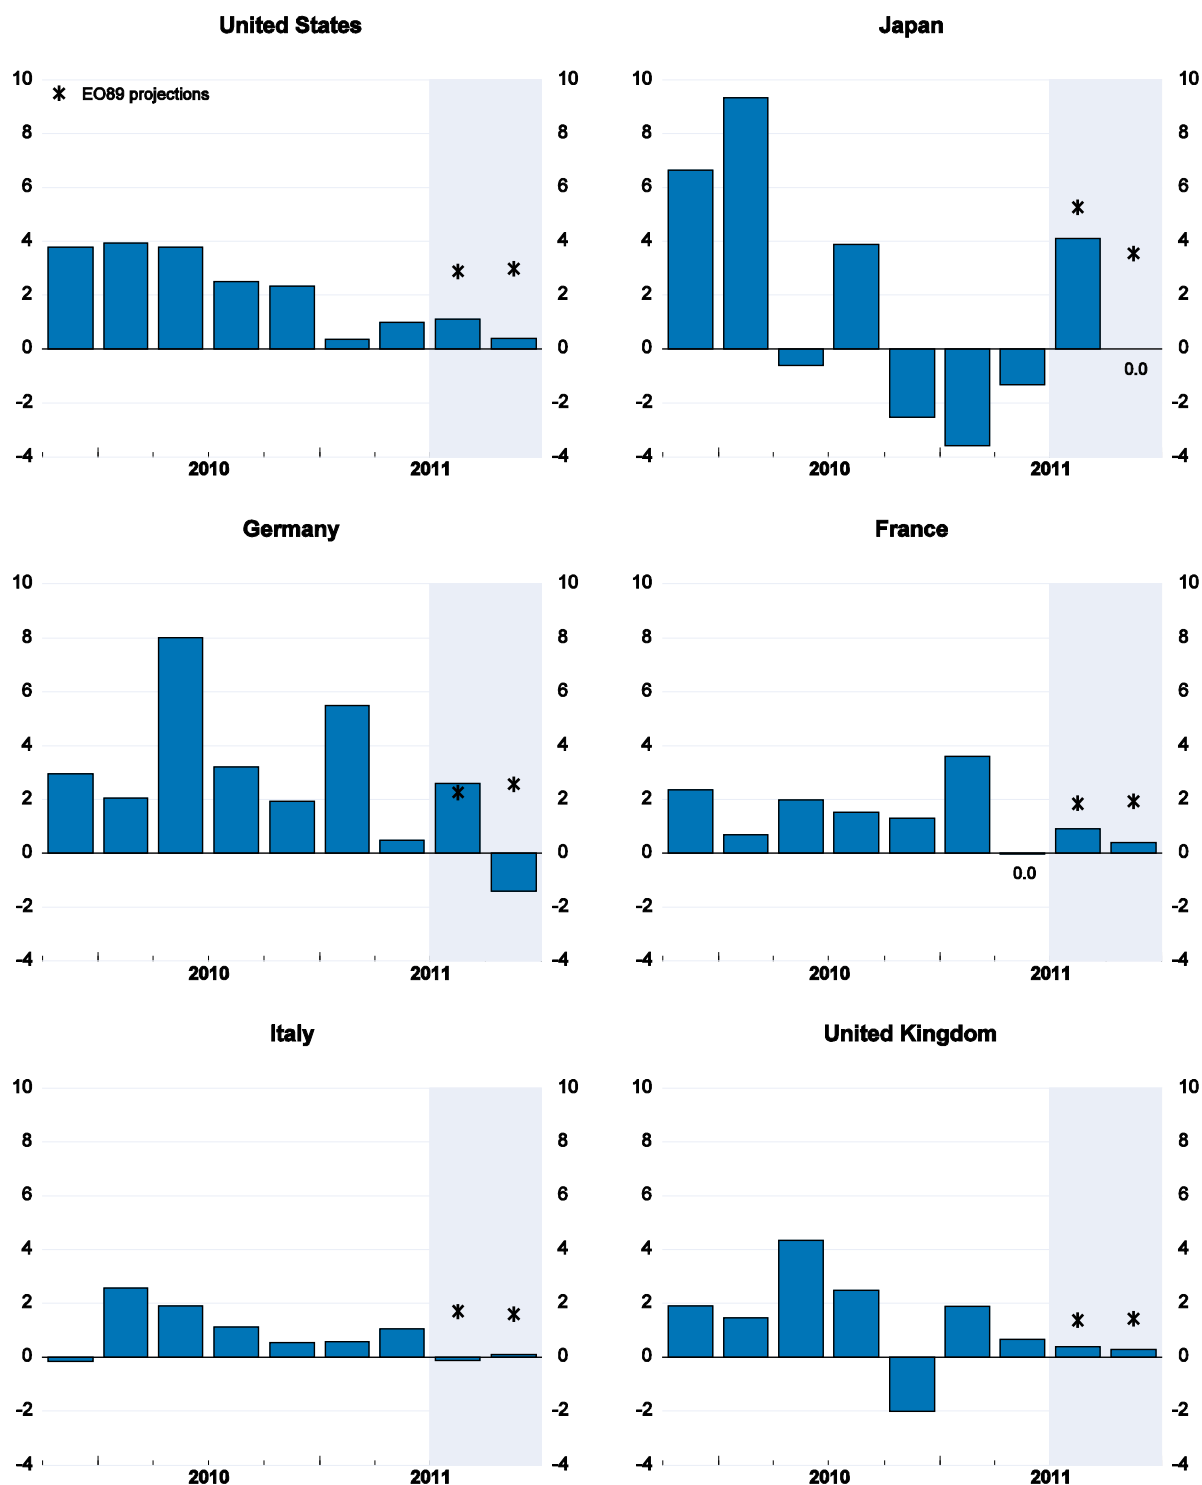 United States
Japan
10 10 10 10
EO89 projections
8 8 8 8
6 6 6 6
4 4 4 4
2 2 2 2
0 0 0 0
0.0
-2 -2 -2 -2
-4 -4 -4 -4
2010 2011 2010 2011
Germany
France
10 10 10 10
8 8 8 8
6 6 6 6
4 4 4 4
2 2 2 2
0 0 0 0
0.0
-2 -2 -2 -2
-4 -4 -4 -4
2010 2011 2010 2011
Italy
United Kingdom
10 10 10 10
8 8 8 8
6 6 6 6
4 4 4 4
2 2 2 2
0 0 0 0
-2 -2 -2 -2
-4 -4 -4 -4
2010 2011 2010 2011